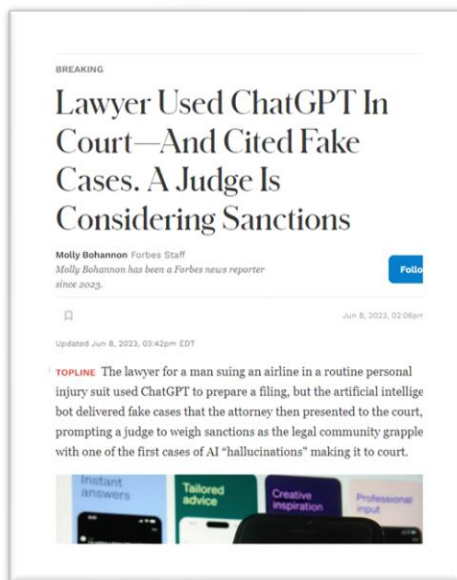 BREAKING
Lawyer Used ChatGPT In
Court—And Cited Fake
Cases. A Judge Is
Considering Sanctions
Molly Bohannon Forbes Staff
Molly Bohannon has been a Forbes news reporter
since 2023.
Follo
Jun 8, 2023, 02:06pm
Updated Jun 8, 2023, 03:42pm EDT
TOPLINE The lawyer for a man suing an airline in a routine personal
injury suit used ChatGPT to prepare a filing, but the artificial intellige
bot delivered fake cases that the attorney then presented to the court,
prompting a judge to weigh sanctions as the legal community grapple
with one of the first cases of AI “hallucinations” making it to court.
Instant
answers
Tailored
advice
Creative
inspiration
Professional
input